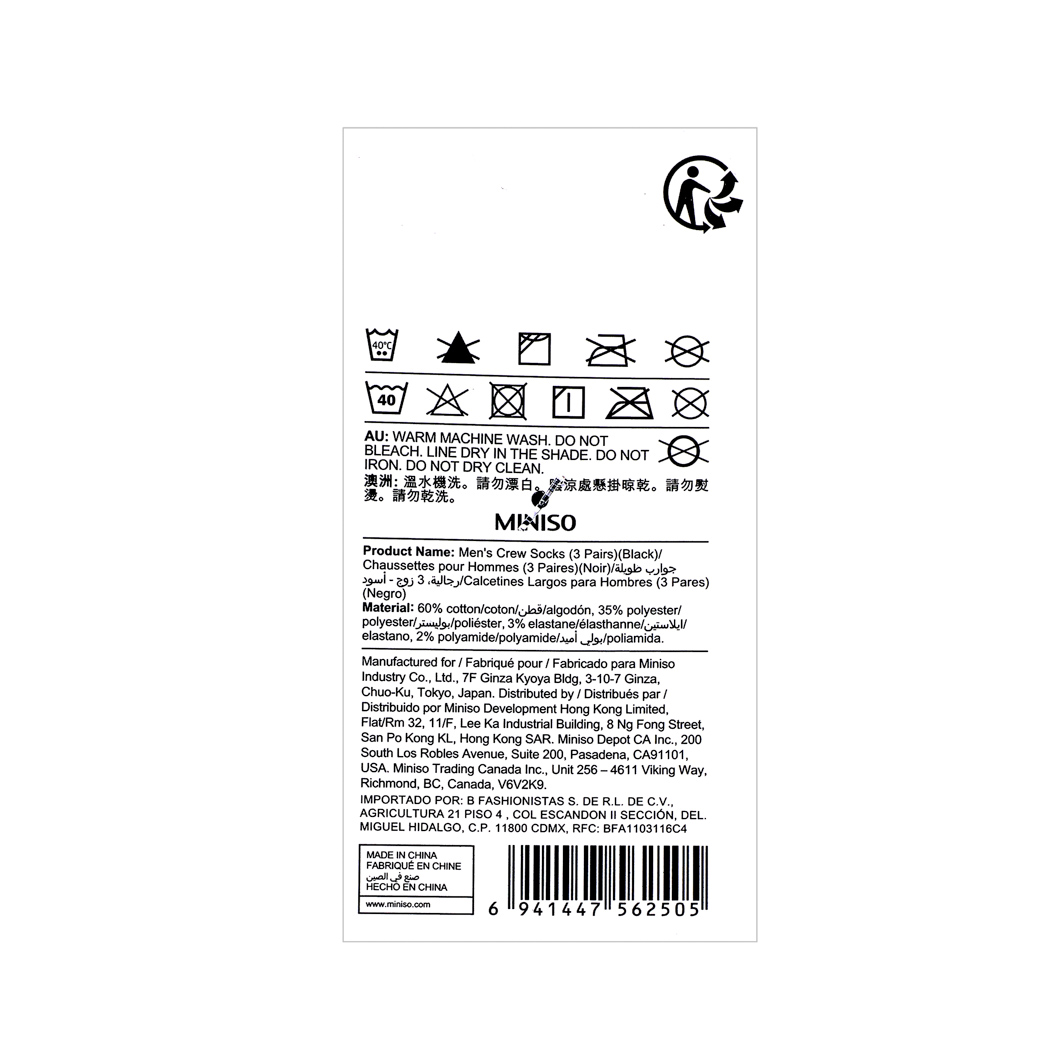 40°C
40
AU: WARM MACHINE WASH. DO NOT
BLEACH. LINE DRY IN THE SHADE. DO NOT
IRON. DO NOT DRY CLEAN.
澳洲: 溫水機洗。請勿漂白。陰涼處懸掛晾乾。請勿熨
燙。請勿乾洗。
MINISO
Product Name: Men's Crew Socks (3 Pairs)(Black)/
Chaussettes pour Hommes (3 Paires)(Noir)/جوارب طويلة
رجالية، 3 زوج - أسود/Calcetines Largos para Hombres (3 Pares)
(Negro)
Material: 60% cotton/coton/قطن/algodón, 35% polyester/
polyester/بوليستر/poliéster, 3% elastane/élasthanne/ايلاستين/
elastano, 2% polyamide/polyamide/بولي أميد/poliamida.
Manufactured for / Fabriqué pour / Fabricado para Miniso
Industry Co., Ltd., 7F Ginza Kyoya Bldg, 3-10-7 Ginza,
Chuo-Ku, Tokyo, Japan. Distributed by / Distribués par /
Distribuido por Miniso Development Hong Kong Limited,
Flat/Rm 32, 11/F, Lee Ka Industrial Building, 8 Ng Fong Street,
San Po Kong KL, Hong Kong SAR. Miniso Depot CA Inc., 200
South Los Robles Avenue, Suite 200, Pasadena, CA91101,
USA. Miniso Trading Canada Inc., Unit 256 – 4611 Viking Way,
Richmond, BC, Canada, V6V2K9.
IMPORTADO POR: B FASHIONISTAS S. DE R.L. DE C.V.,
AGRICULTURA 21 PISO 4 , COL ESCANDON II SECCIÓN, DEL.
MIGUEL HIDALGO, C.P. 11800 CDMX, RFC: BFA1103116C4
MADE IN CHINA
FABRIQUÉ EN CHINE
صنع في الصين
HECHO EN CHINA
www.miniso.com
6 941447 562505